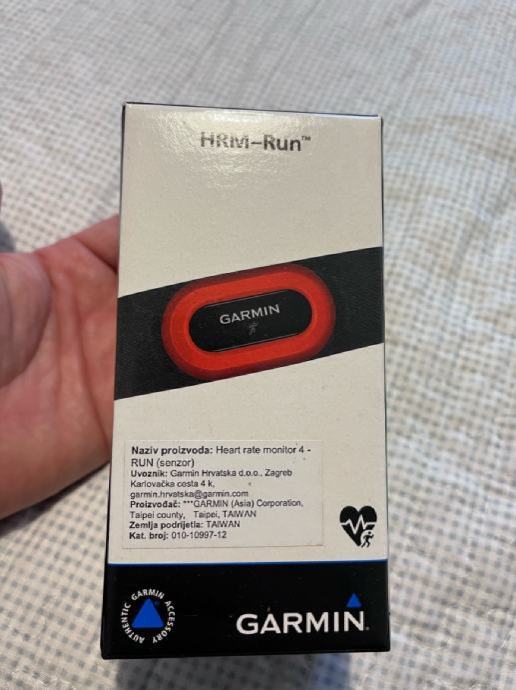 HRM–Run™
GARMIN
Naziv proizvoda: Heart rate monitor 4 -
RUN (senzor)
Uvoznik: Garmin Hrvatska d.o.o., Zagreb
Karlovačka cesta 4 k,
garmin.hrvatska@garmin.com
Proizvođač: ***GARMIN (Asia) Corporation,
Taipei county, Taipei, TAIWAN
Zemlja podrijetla: TAIWAN
Kat. broj: 010-10997-12
AUTHENTIC GARMIN ACCESSORY
GARMIN